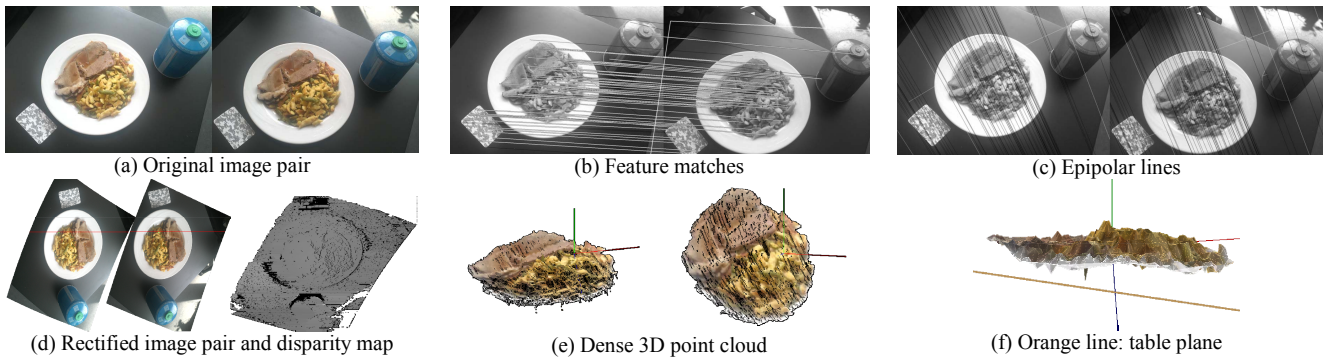 (a) Original image pair
(b) Feature matches
(c) Epipolar lines
(d) Rectified image pair and disparity map
(e) Dense 3D point cloud
(f) Orange line: table plane